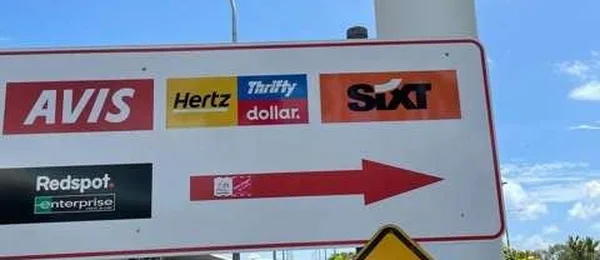 AVIS
Hertz
Thrifty
dollar.
SIXT
Redspot.
enterprise